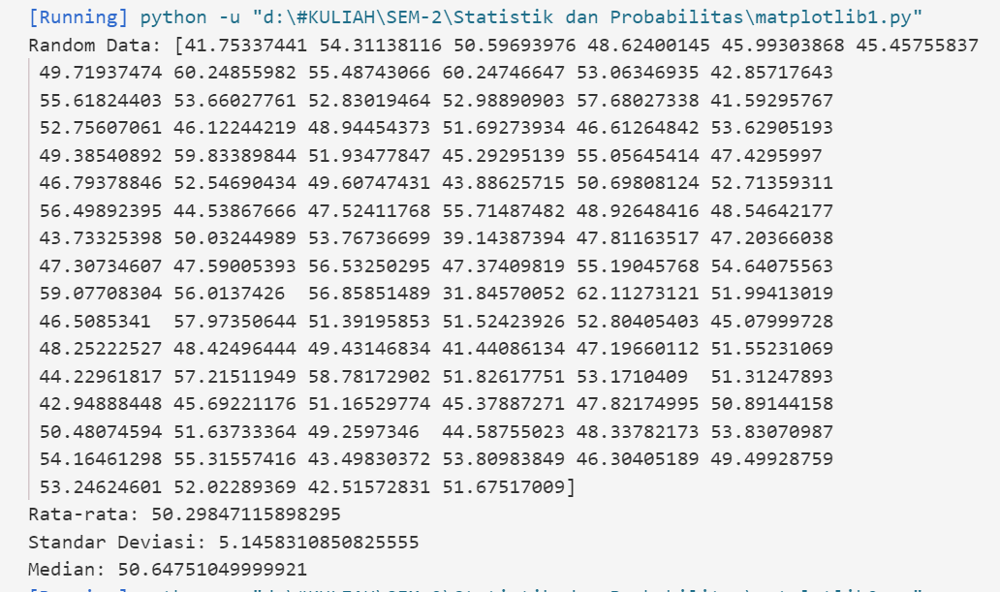 [Running] python -u "d:\#KULIAH\SEM-2\Statistik dan Probabilitas\matplotlib1.py"
Random Data: [41.75337441 54.31138116 50.59693976 48.62400145 45.99303868 45.45755837
49.71937474 60.24855982 55.48743066 60.24746647 53.06346935 42.85717643
55.61824403 53.66027761 52.83019464 52.98890903 57.68027338 41.59295767
52.75607061 46.12244219 48.94454373 51.69273934 46.61264842 53.62905193
49.38540892 59.83389844 51.93477847 45.29295139 55.05645414 47.4295997
46.79378846 52.54690434 49.60747431 43.88625715 50.69808124 52.71359311
56.49892395 44.53867666 47.52411768 55.71487482 48.92648416 48.54642177
43.73325398 50.03244989 53.76736699 39.14387394 47.81163517 47.20366038
47.30734607 47.59005393 56.53250295 47.37409819 55.19045768 54.64075563
59.07708304 56.0137426  56.85851489 31.84570052 62.11273121 51.99413019
46.5085341  57.97350644 51.39195853 51.52423926 52.80405403 45.07999728
48.25222527 48.42496444 49.43146834 41.44086134 47.19660112 51.55231069
44.22961817 57.21511949 58.78172902 51.82617751 53.1710409  51.31247893
42.94888448 45.69221176 51.16529774 45.37887271 47.82174995 50.89144158
50.48074594 51.63733364 49.2597346  44.58755023 48.33782173 53.83070987
54.16461298 55.31557416 43.49830372 53.80983849 46.30405189 49.49928759
53.24624601 52.02289369 42.51572831 51.67517009]
Rata-rata: 50.29847115898295
Standar Deviasi: 5.1458310850825555
Median: 50.64751049999921